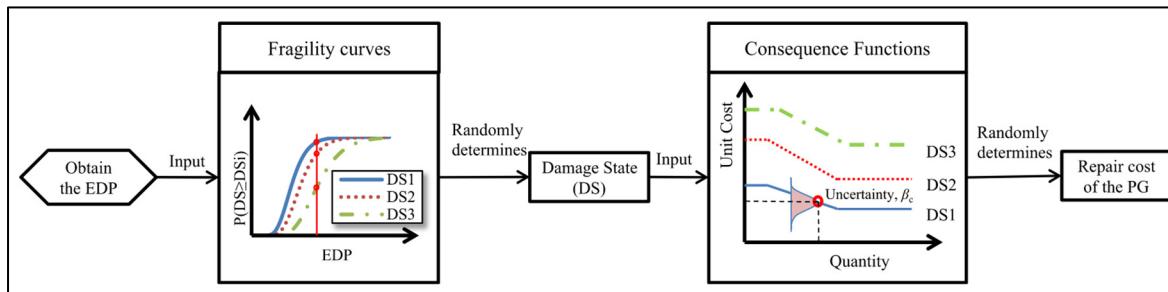 Obtain
the EDP
Input
Fragility curves
P(DS≥DSi)
DS1
DS2
DS3
EDP
Randomly
determines
Damage State
(DS)
Input
Consequence Functions
Unit Cost
DS3
DS2
Uncertainty, βc
DS1
Quantity
Randomly
determines
Repair cost
of the PG